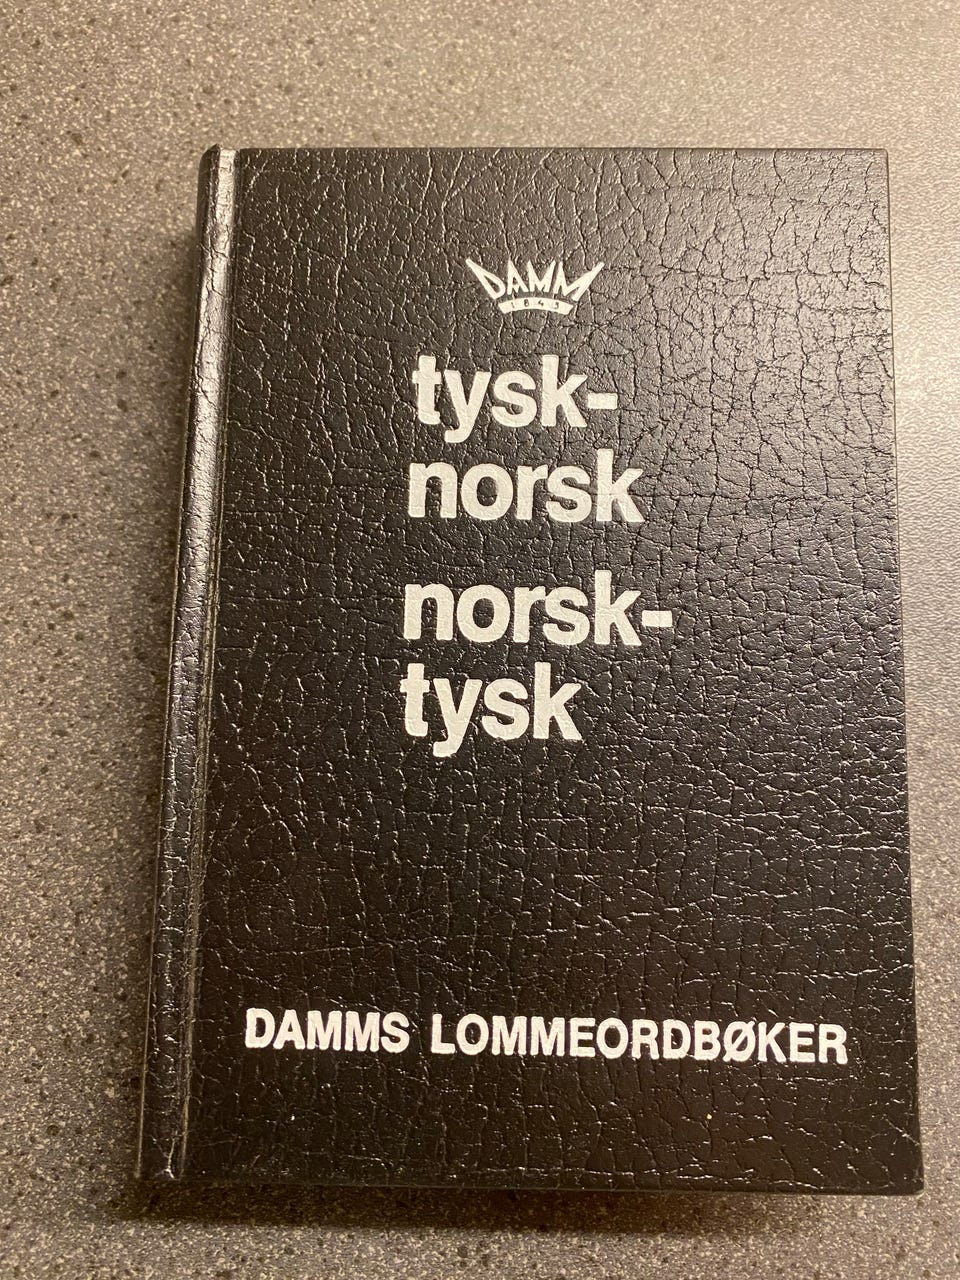 DAMM
1843
tysk-
norsk
norsk-
tysk
DAMMS LOMMEORDBØKER